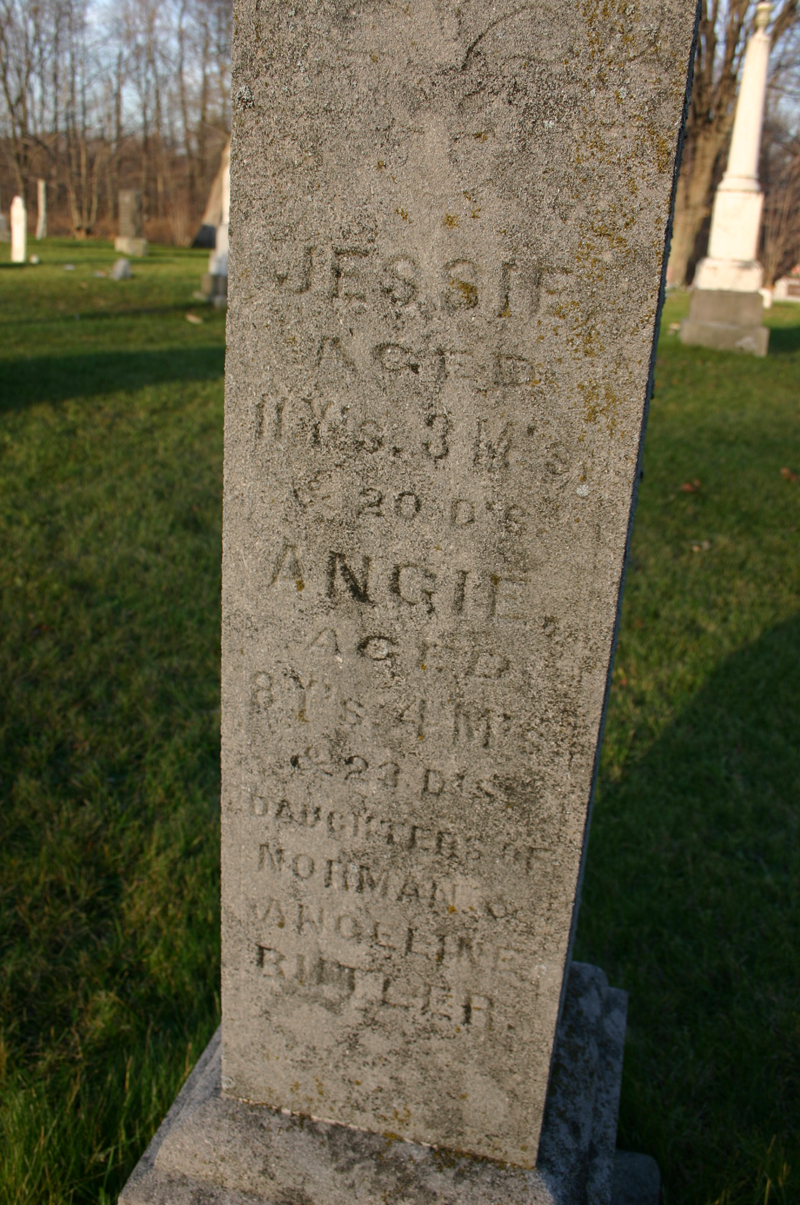 JESSIE
AGED
11 Y's. 3 M's,
& 20 D's
ANGIE,
AGED
8 Y's. 4 M's
& 23 D's.
DAUGHTERS OF
NORMAN &
ANGELINE
BUTLER.